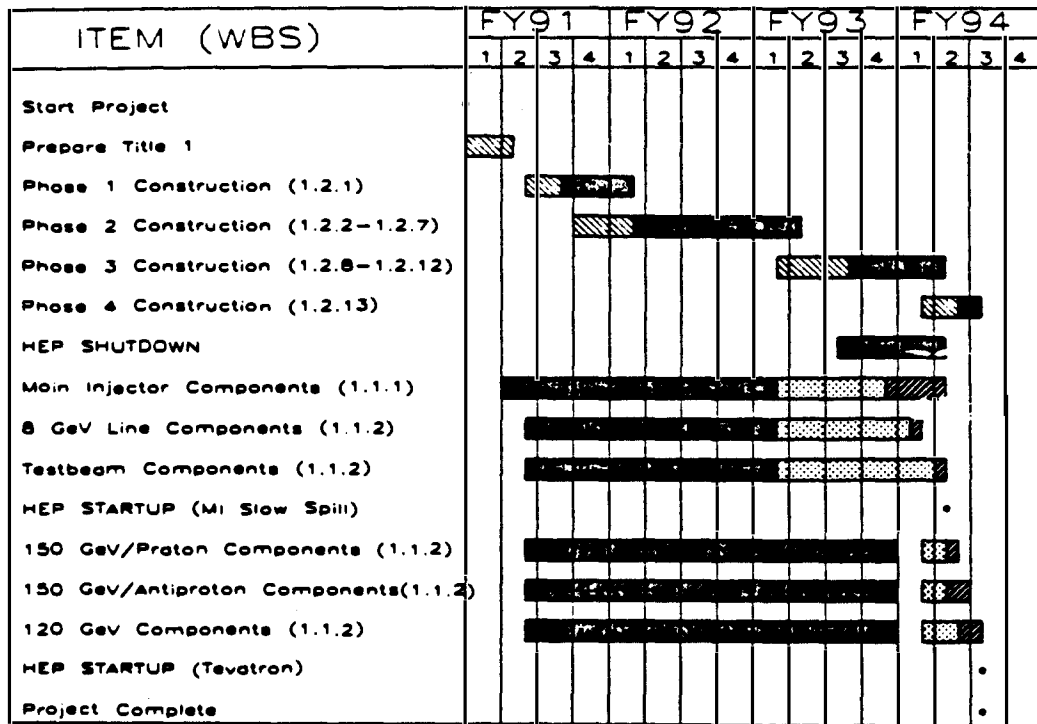 ITEM (WBS) FY91 FY92 FY93 FY94
1 2 3 4 1 2 3 4 1 2 3 4 1 2 3 4
Start Project
Prepare Title 1
Phase 1 Construction (1.2.1)
Phase 2 Construction (1.2.2-1.2.7)
Phase 3 Construction (1.2.8-1.2.12)
Phase 4 Construction (1.2.13)
HEP SHUTDOWN
Main Injector Components (1.1.1)
8 GeV Line Components (1.1.2)
Testbeam Components (1.1.2)
HEP STARTUP (MI Slow Spill)
150 GeV/Proton Components (1.1.2)
150 GeV/Antiproton Components(1.1.2)
120 GeV Components (1.1.2)
HEP STARTUP (Tevatron)
Project Complete